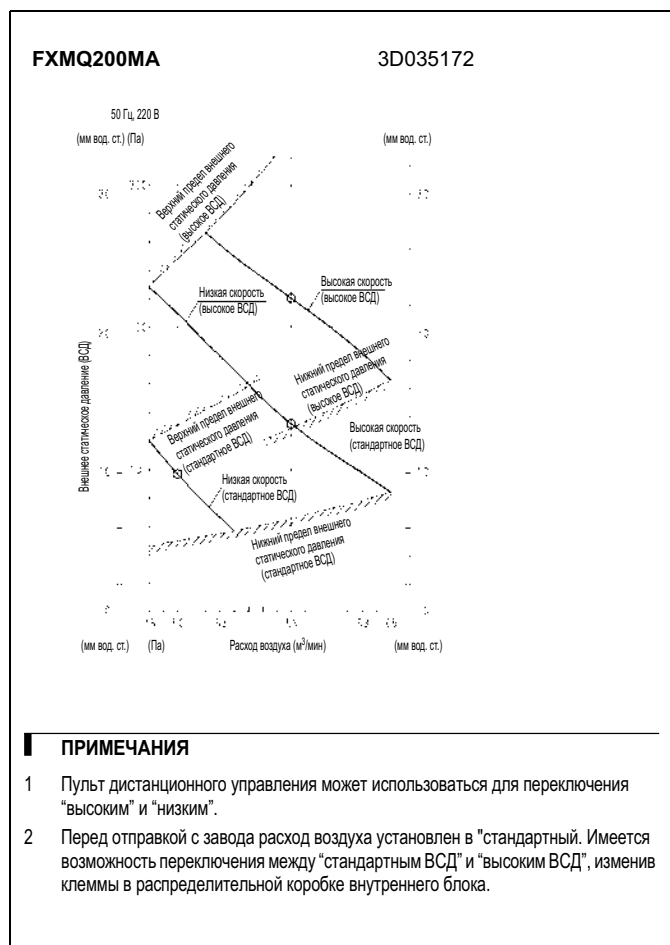 FXMQ200MA
3D035172
50 Гц, 220 В
(мм вод. ст.) (Па)
(мм вод. ст.)
Верхний предел внешнего
статического давления
(высокое ВСД)
Низкая скорость
(высокое ВСД)
Высокая скорость
(высокое ВСД)
Внешнее статическое давление (ВСД)
Нижний предел внешнего
статического давления
(высокое ВСД)
Верхний предел внешнего
статического давления
(стандартное ВСД)
Высокая скорость
(стандартное ВСД)
Низкая скорость
(стандартное ВСД)
Нижний предел внешнего
статического давления
(стандартное ВСД)
(мм вод. ст.) (Па) Расход воздуха (м³/мин) (мм вод. ст.)
ПРИМЕЧАНИЯ
1 Пульт дистанционного управления может использоваться для переключения
“высоким” и “низким”.
2 Перед отправкой с завода расход воздуха установлен в "стандартный. Имеется
возможность переключения между “стандартным ВСД” и “высоким ВСД”, изменив
клеммы в распределительной коробке внутреннего блока.